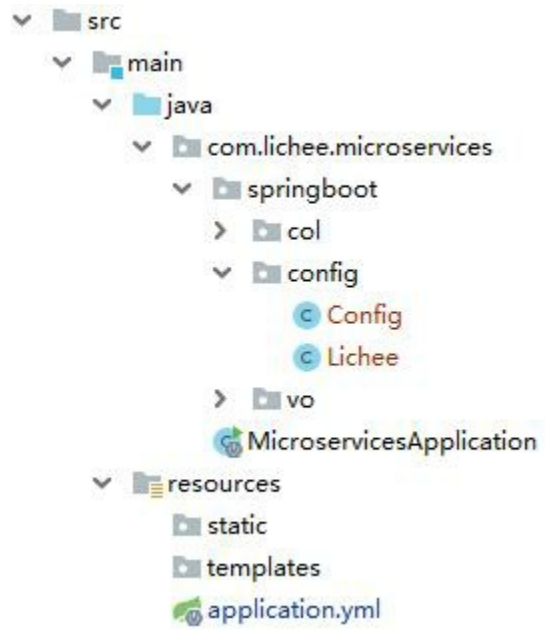 src
main
java
com.lichee.microservices
springboot
col
config
Config
Lichee
vo
MicroservicesApplication
resources
static
templates
application.yml